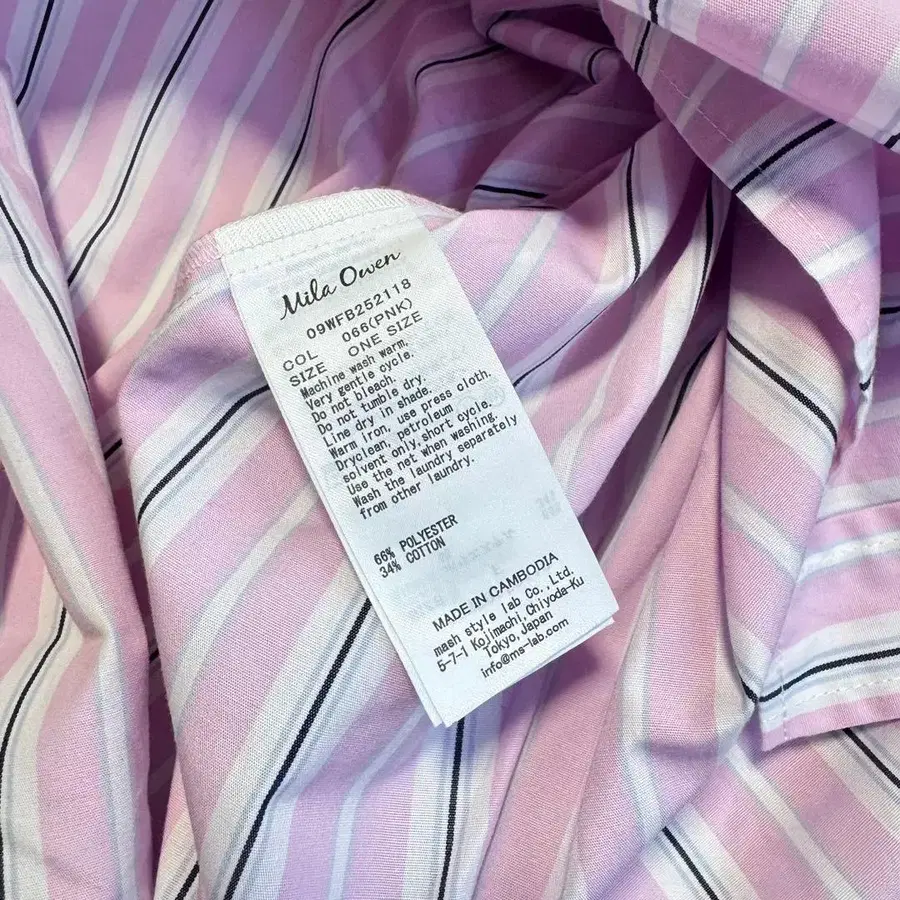 Mila Owen
09WFB252118
COL 066(PNK)
SIZE ONE SIZE
Machine wash warm.
Very gentle cycle.
Do not bleach.
Do not tumble dry.
Line dry in shade.
Warm iron, use press cloth.
Dryclean, petroleum
solvent only, short cycle.
Use the net when washing.
Wash the laundry separately
from other laundry.
66% POLYESTER
34% COTTON
MADE IN CAMBODIA
mash style lab Co., Ltd.
5-7-1 Kojimachi, Chiyoda-Ku
Tokyo, Japan
info@ms-lab.com